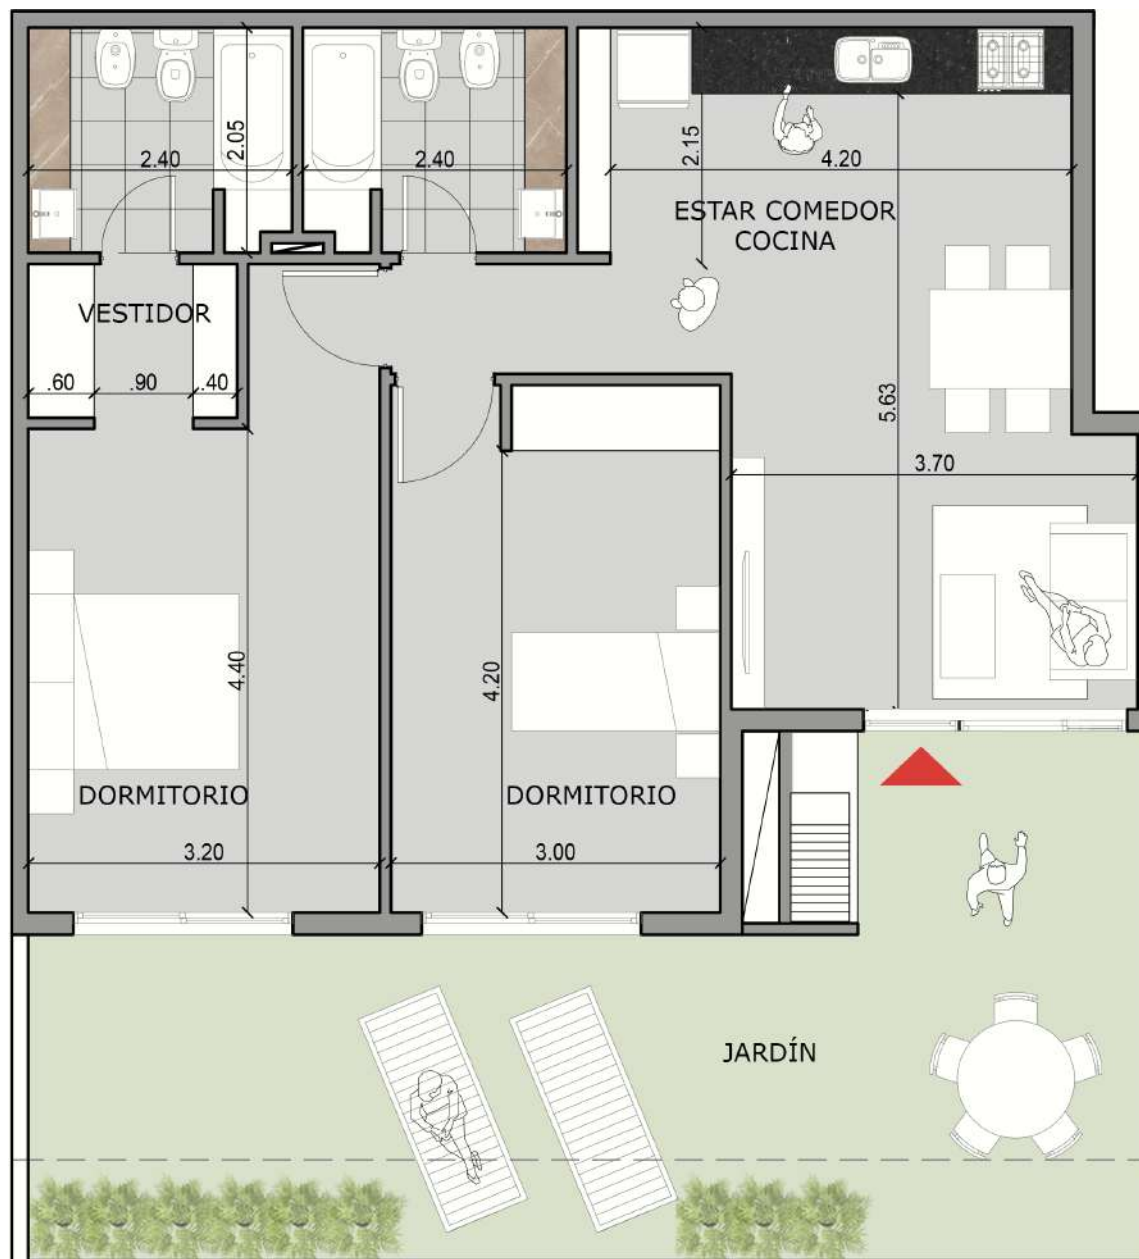 2.40
2.05
2.40
2.15
4.20
ESTAR COMEDOR
COCINA
VESTIDOR
.60
.90
.40
5.63
3.70
4.40
4.20
DORMITORIO
DORMITORIO
3.20
3.00
JARDÍN